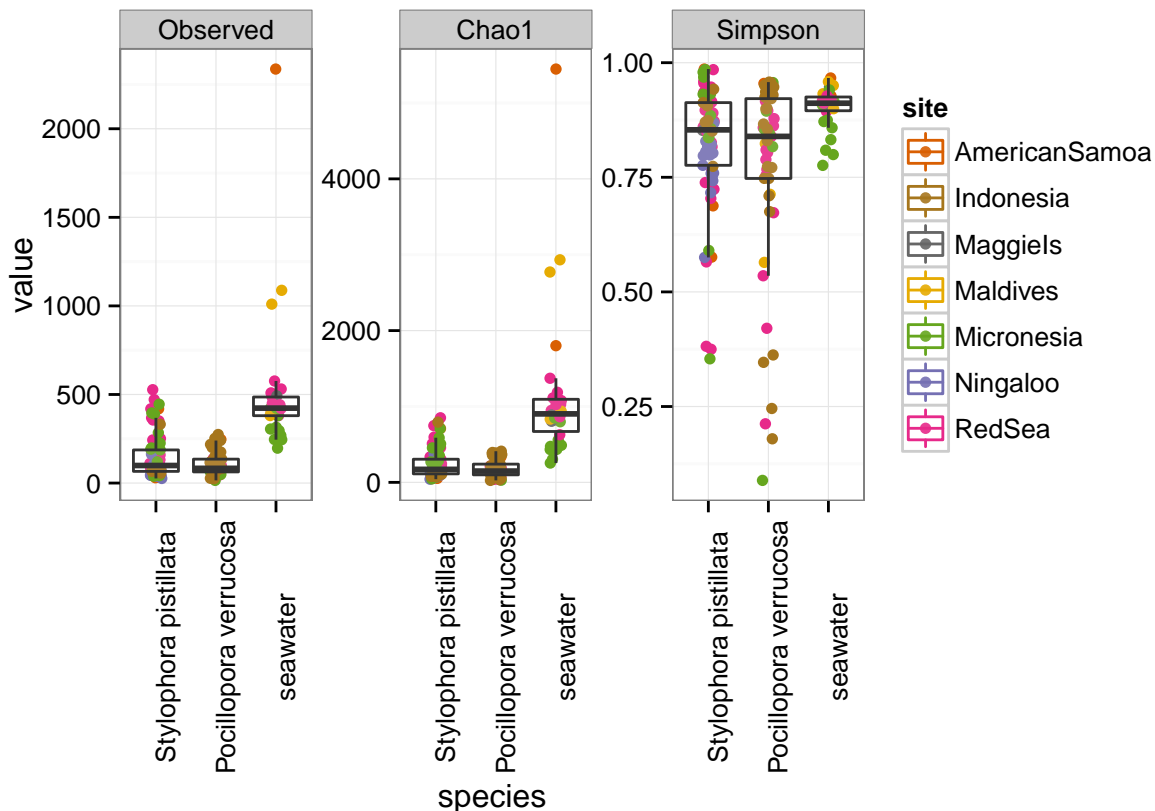 Observed
Chao1
Simpson
value
2000
1500
1000
500
0
4000
2000
0
1.00
0.75
0.50
0.25
Stylophora pistillata
Pocillopora verrucosa
seawater
Stylophora pistillata
Pocillopora verrucosa
seawater
Stylophora pistillata
Pocillopora verrucosa
seawater
species
site
AmericanSamoa
Indonesia
MaggieIs
Maldives
Micronesia
Ningaloo
RedSea